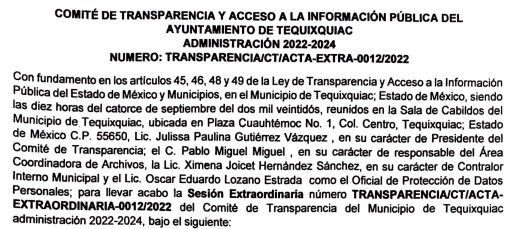 COMITÉ DE TRANSPARENCIA Y ACCESO A LA INFORMACIÓN PÚBLICA DEL
AYUNTAMIENTO DE TEQUIXQUIAC
ADMINISTRACIÓN 2022-2024
NUMERO: TRANSPARENCIA/CT/ACTA-EXTRA-0012/2022
Con fundamento en los artículos 45, 46, 48 y 49 de la Ley de Transparencia y Acceso a la Información
Pública del Estado de México y Municipios, en el Municipio de Tequixquiac; Estado de México, siendo
las diez horas del catorce de septiembre del dos mil veintidós, reunidos en la Sala de Cabildos del
Municipio de Tequixquiac, ubicada en Plaza Cuauhtémoc No. 1, Col. Centro, Tequixquiac; Estado
de México C.P. 55650, Lic. Julissa Paulina Gutiérrez Vázquez , en su carácter de Presidente del
Comité de Transparencia; el C. Pablo Miguel Miguel , en su carácter de responsable del Área
Coordinadora de Archivos, la Lic. Ximena Joicet Hernández Sánchez, en su carácter de Contralor
Interno Municipal y el Lic. Oscar Eduardo Lozano Estrada como el Oficial de Protección de Datos
Personales; para llevar acabo la Sesión Extraordinaria número TRANSPARENCIA/CT/ACTA-
EXTRAORDINARIA-0012/2022 del Comité de Transparencia del Municipio de Tequixquiac
administración 2022-2024, bajo el siguiente: